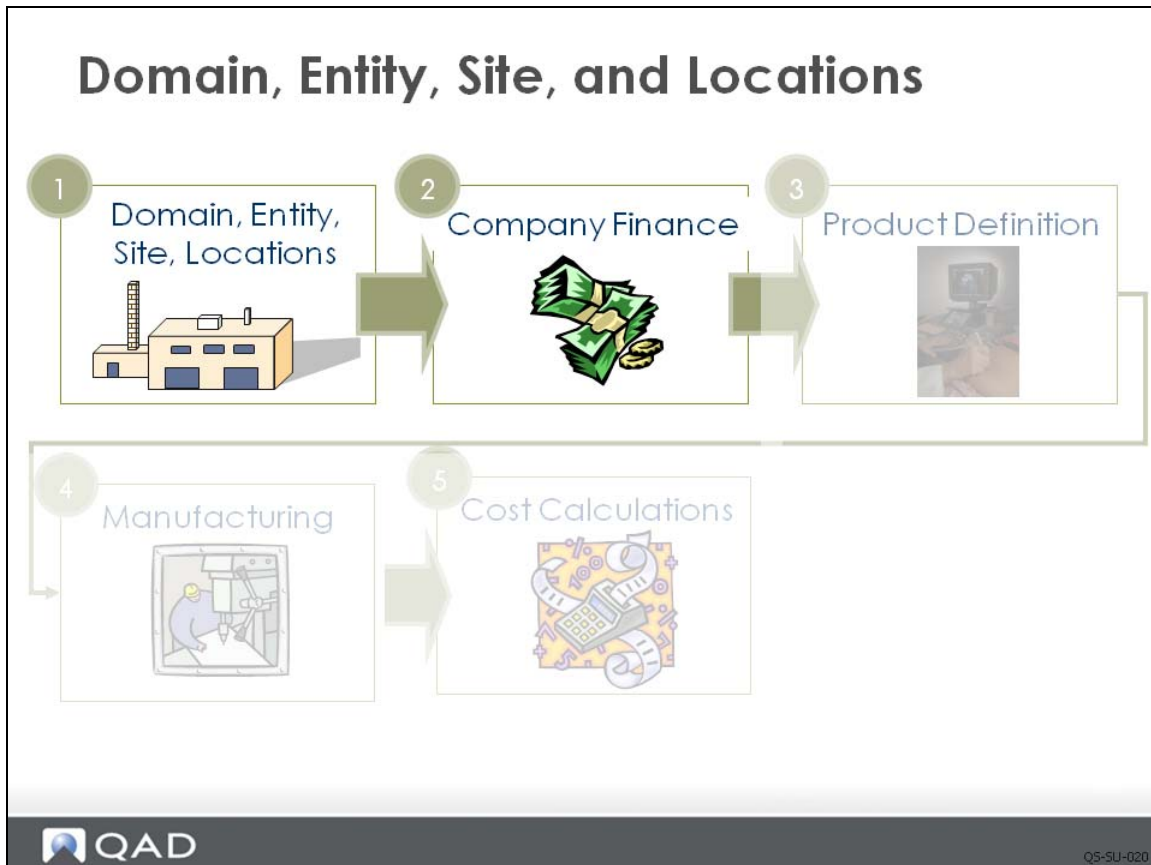 Domain, Entity, Site, and Locations
1
Domain, Entity,
Site, Locations
2
Company Finance
3
Product Definition
4
Manufacturing
5
Cost Calculations
QAD
QS-SU-020